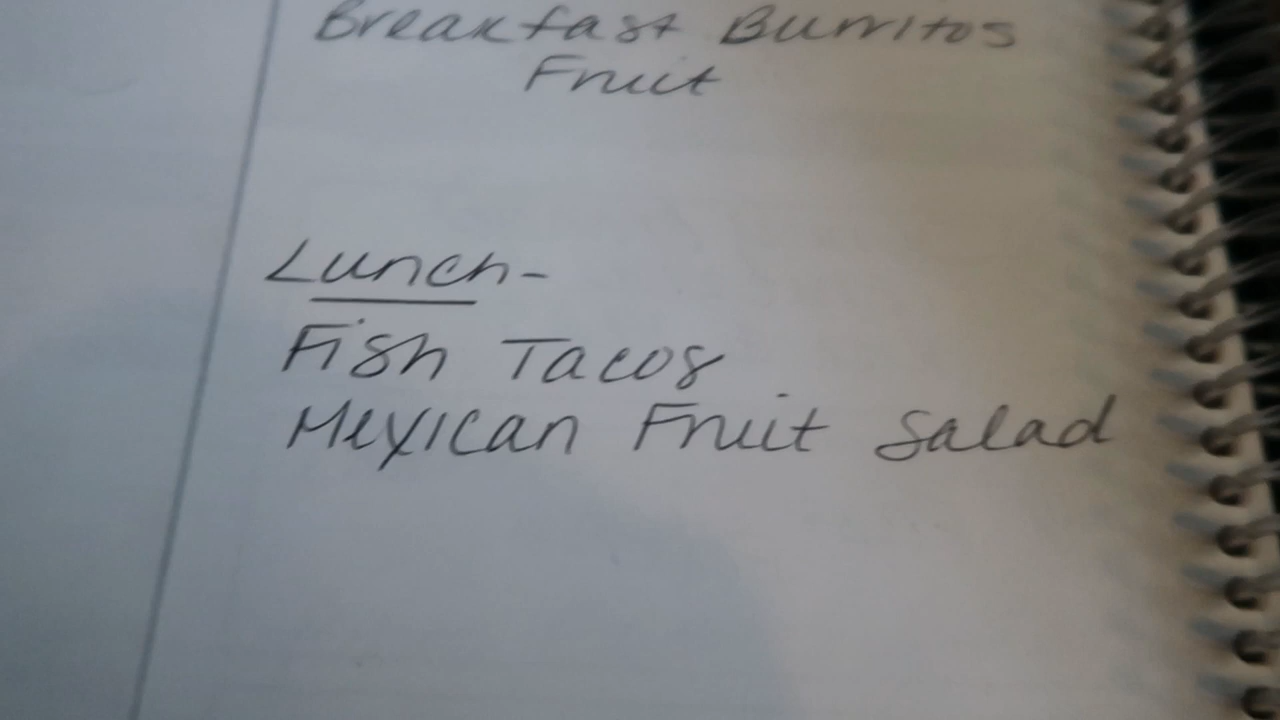 Breakfast Burritos
Fruit
Lunch-
Fish Tacos
Mexican Fruit Salad